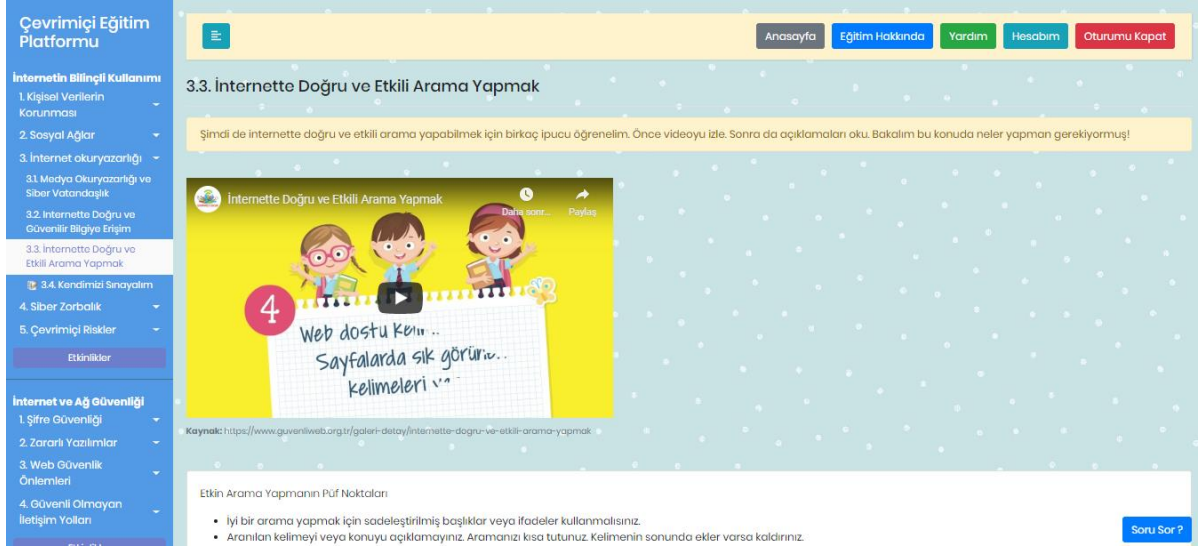 Çevrimiçi Eğitim
Platformu
İnternetin Bilinçli Kullanımı
1. Kişisel Verilerin
Korunması
2. Sosyal Ağlar
3. İnternet okuryazarlığı
3.1. Medya Okuryazarlığı ve
Siber Vatandaşlık
3.2. İnternette Doğru ve
Güvenilir Bilgiye Erişim
3.3. İnternette Doğru ve
Etkili Arama Yapmak
3.4. Kendimizi Sınayalım
4. Siber Zorbalık
5. Çevrimiçi Riskler
Etkinlikler
İnternet ve Ağ Güvenliği
1. Şifre Güvenliği
2. Zararlı Yazılımlar
3. Web Güvenlik
Önlemleri
4. Güvenli Olmayan
İletişim Yolları
Anasayfa
Eğitim Hakkında
Yardım
Hesabım
Oturumu Kapat
3.3. İnternette Doğru ve Etkili Arama Yapmak
Şimdi de internette doğru ve etkili arama yapabilmek için birkaç ipucu öğrenelim. Önce videoyu izle. Sonra da açıklamaları oku. Bakalım bu konuda neler yapman gerekiyormuş!
İnternette Doğru ve Etkili Arama Yapmak
Daha sonr...
Paylaş
4
Web dostu
Sayfalarda sık
kelimeleri
Kaynak: https://www.guvenliweb.org.tr/galeri-detay/internette-dogru-ve-etkili-arama-yapmak
Etkin Arama Yapmanın Püf Noktaları
• İyi bir arama yapmak için sadeleştirilmiş başlıklar veya ifadeler kullanmalısınız.
• Aranılan kelimeyi veya konuyu açıklamayınız. Aramanızı kısa tutunuz. Kelimenin sonunda ekler varsa kaldırınız.
Soru Sor ?